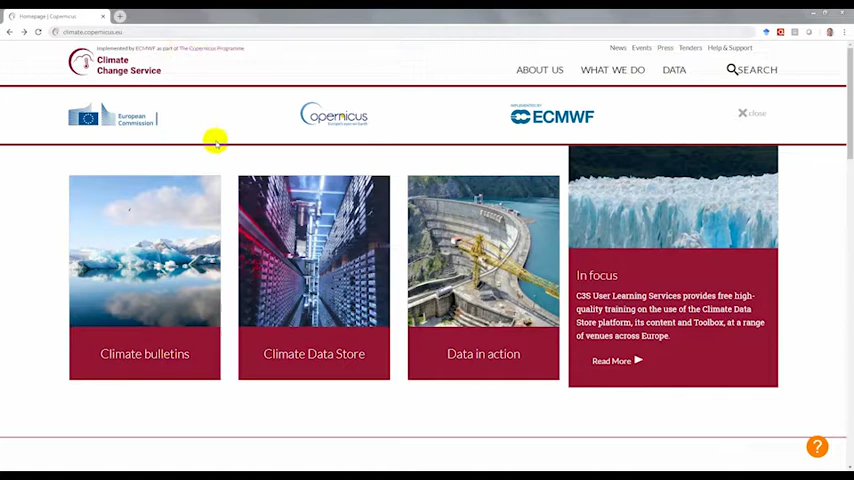 Homepage | Copernicus
climate.copernicus.eu
Implemented by ECMWF as part of The Copernicus Programme
News Events Press Tenders Help & Support
Climate
Change Service
ABOUT US WHAT WE DO DATA SEARCH
European
Commission
opernicus
IMPLEMENTED BY
ECMWF
close
In focus
C3S User Learning Services provides free high-
quality training on the use of the Climate Data
Store platform, its content and Toolbox, at a range
of venues across Europe.
Read More
Climate bulletins
Climate Data Store
Data in action
?